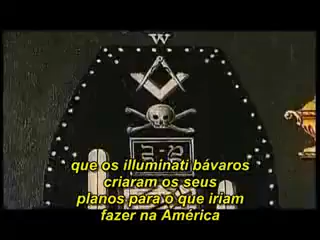 W
que os illuminati bávaros
criaram os seus
planos para o que iriam
fazer na América